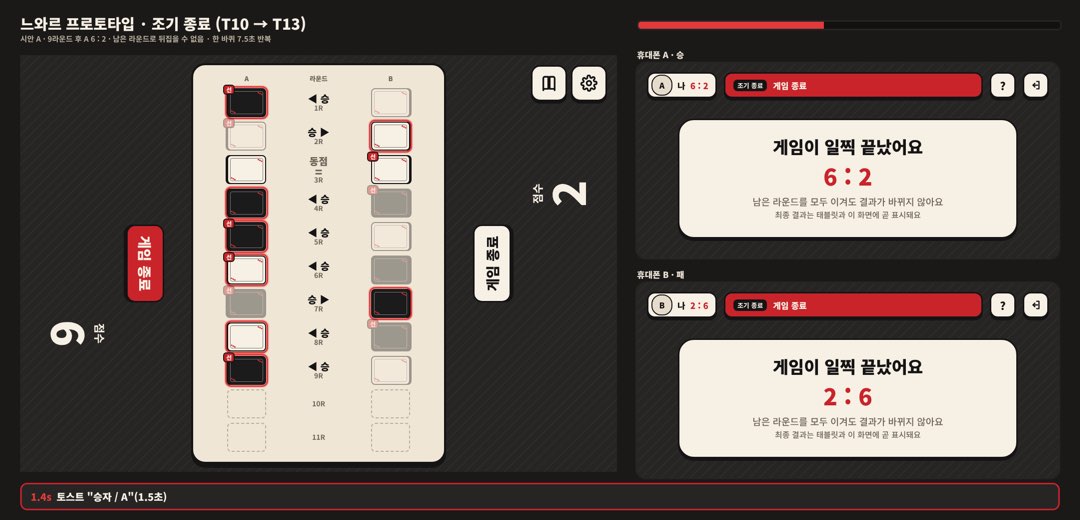 느와르 프로토타입 · 조기 종료 (T10 → T13)
시안 A · 9라운드 후 A 6 : 2 · 남은 라운드로 뒤집을 수 없음 · 한 바퀴 7.5초 반복
A 라운드 B
선
◀ 승
1R
선
승 ▶
2R
동점
=
3R
선
◀ 승
4R
선
선
◀ 승
5R
선
◀ 승
6R
선
승 ▶
7R
◀ 승
8R
선
선
◀ 승
9R
10R
11R
게임 종료
6
점수
게임 종료
점수
2
휴대폰 A · 승
A 나 6 : 2
조기 종료 게임 종료
?
게임이 일찍 끝났어요
6 : 2
남은 라운드를 모두 이겨도 결과가 바뀌지 않아요
최종 결과는 태블릿과 이 화면에 곧 표시돼요
휴대폰 B · 패
B 나 2 : 6
조기 종료 게임 종료
?
게임이 일찍 끝났어요
2 : 6
남은 라운드를 모두 이겨도 결과가 바뀌지 않아요
최종 결과는 태블릿과 이 화면에 곧 표시돼요
1.4s 토스트 "승자 / A"(1.5초)